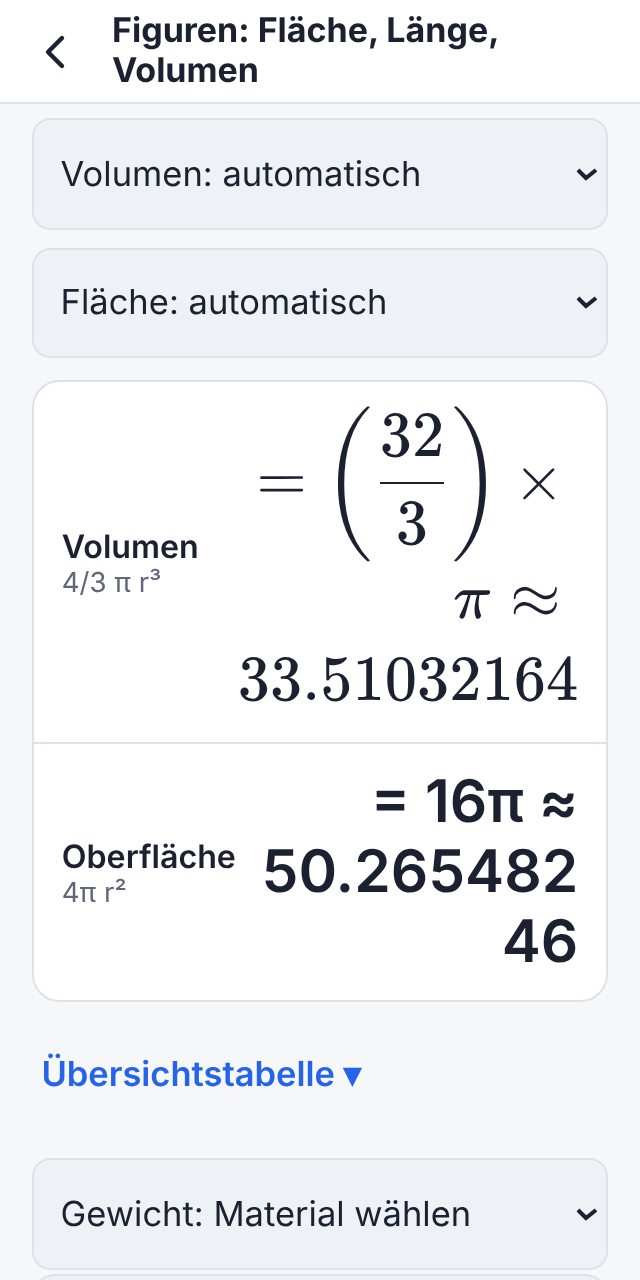 Figuren: Fläche, Länge,
Volumen
Volumen: automatisch
Fläche: automatisch
Volumen
4/3 π r³
= (32/3) ×
π ≈
33.51032164
Oberfläche
4π r²
= 16π ≈
50.265482
46
Übersichtstabelle ▾
Gewicht: Material wählen